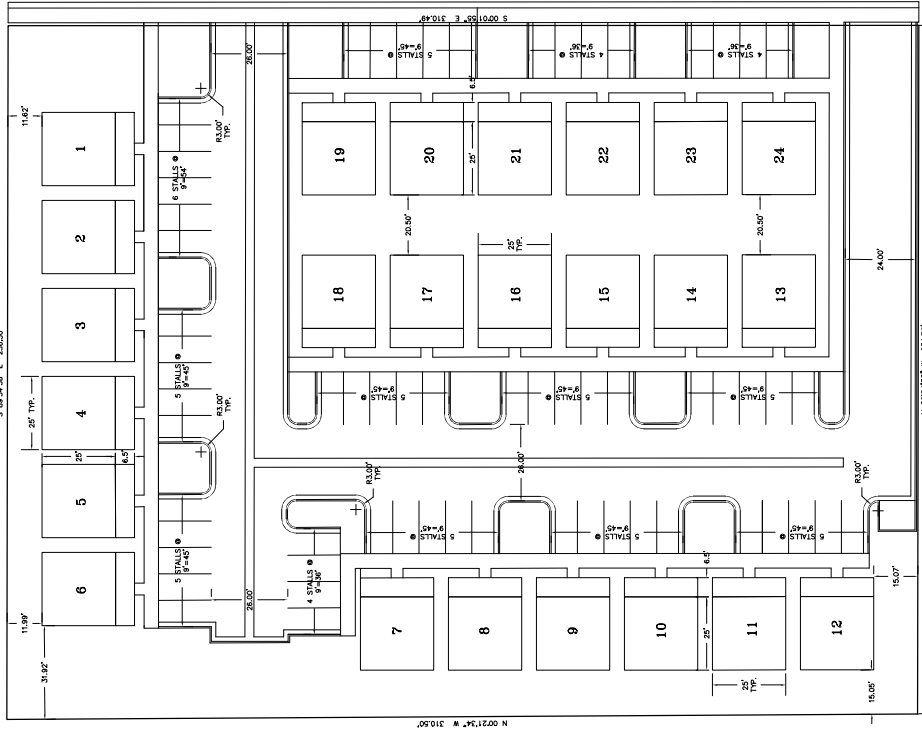 S 00°01'55" E 310.49'
11.62'
1
2
3
4
5
6
25' TYP.
25'
6.5'
11.99'
31.92'
26.00'
R3.00'
TYP.
6 STALLS @
9'=54'
5 STALLS @
9'=45'
R3.00'
TYP.
5 STALLS @
9'=45'
26.00'
4 STALLS @
9'=36'
5 STALLS @
9'=45'
4 STALLS @
9'=36'
4 STALLS @
9'=36'
6.5'
19
20
21
22
23
24
25'
20.50'
20.50'
25'
TYP.
18
17
16
15
14
13
24.00'
5 STALLS @
9'=45'
5 STALLS @
9'=45'
5 STALLS @
9'=45'
26.00'
R3.00'
TYP.
R3.00'
TYP.
5 STALLS @
9'=45'
5 STALLS @
9'=45'
5 STALLS @
9'=45'
6.5'
7
8
9
10
11
12
25'
25'
TYP.
15.07'
15.05'
N 00°21'34" W 310.50'